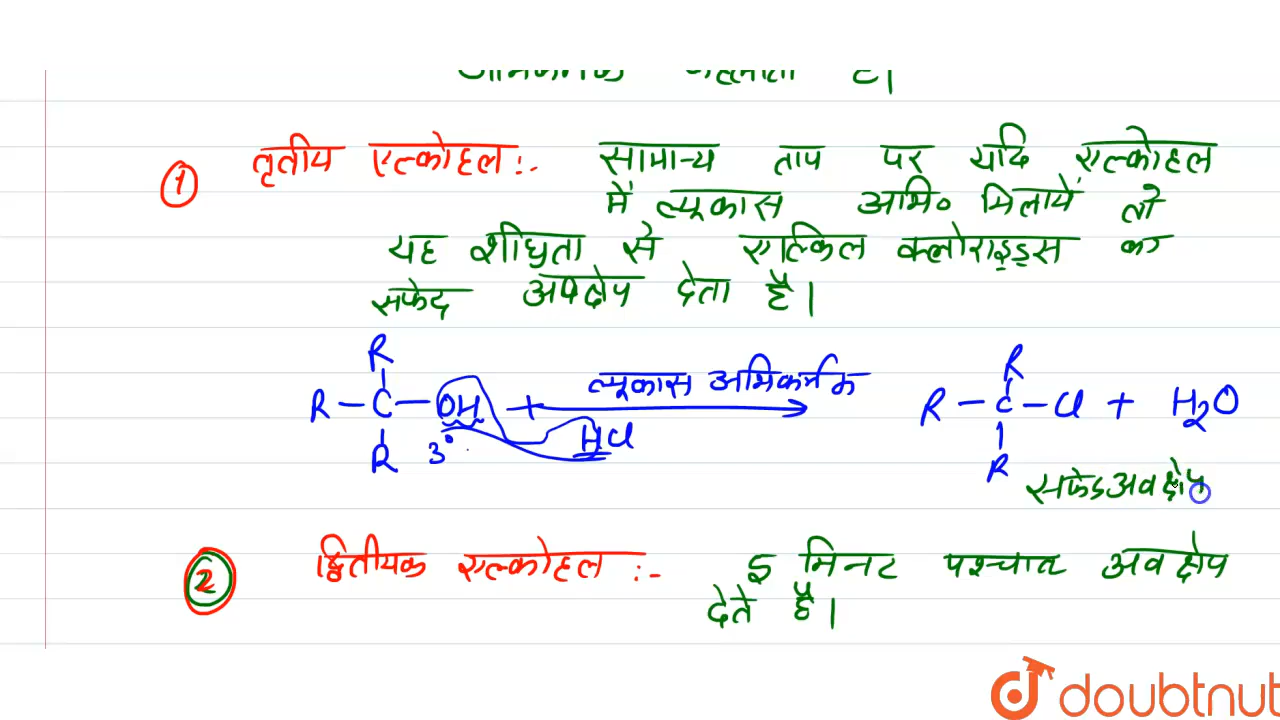 है।
① तृतीय एल्कोहल :- सामान्य ताप पर यदि एल्कोहल
में ल्यूकास अभि० मिलायें तो
यह शीघ्रता से एल्किल क्लोराइड्स का
सफेद अवक्षेप देता है।
R R
ल्यूकास अभिकर्मक
R - C - OH + → R - C - Cl + H₂O
3° HCl
R R
सफेद अवक्षेप
② द्वितीयक एल्कोहल :- 5 मिनट पश्चात अवक्षेप
देते है।
doubtnut